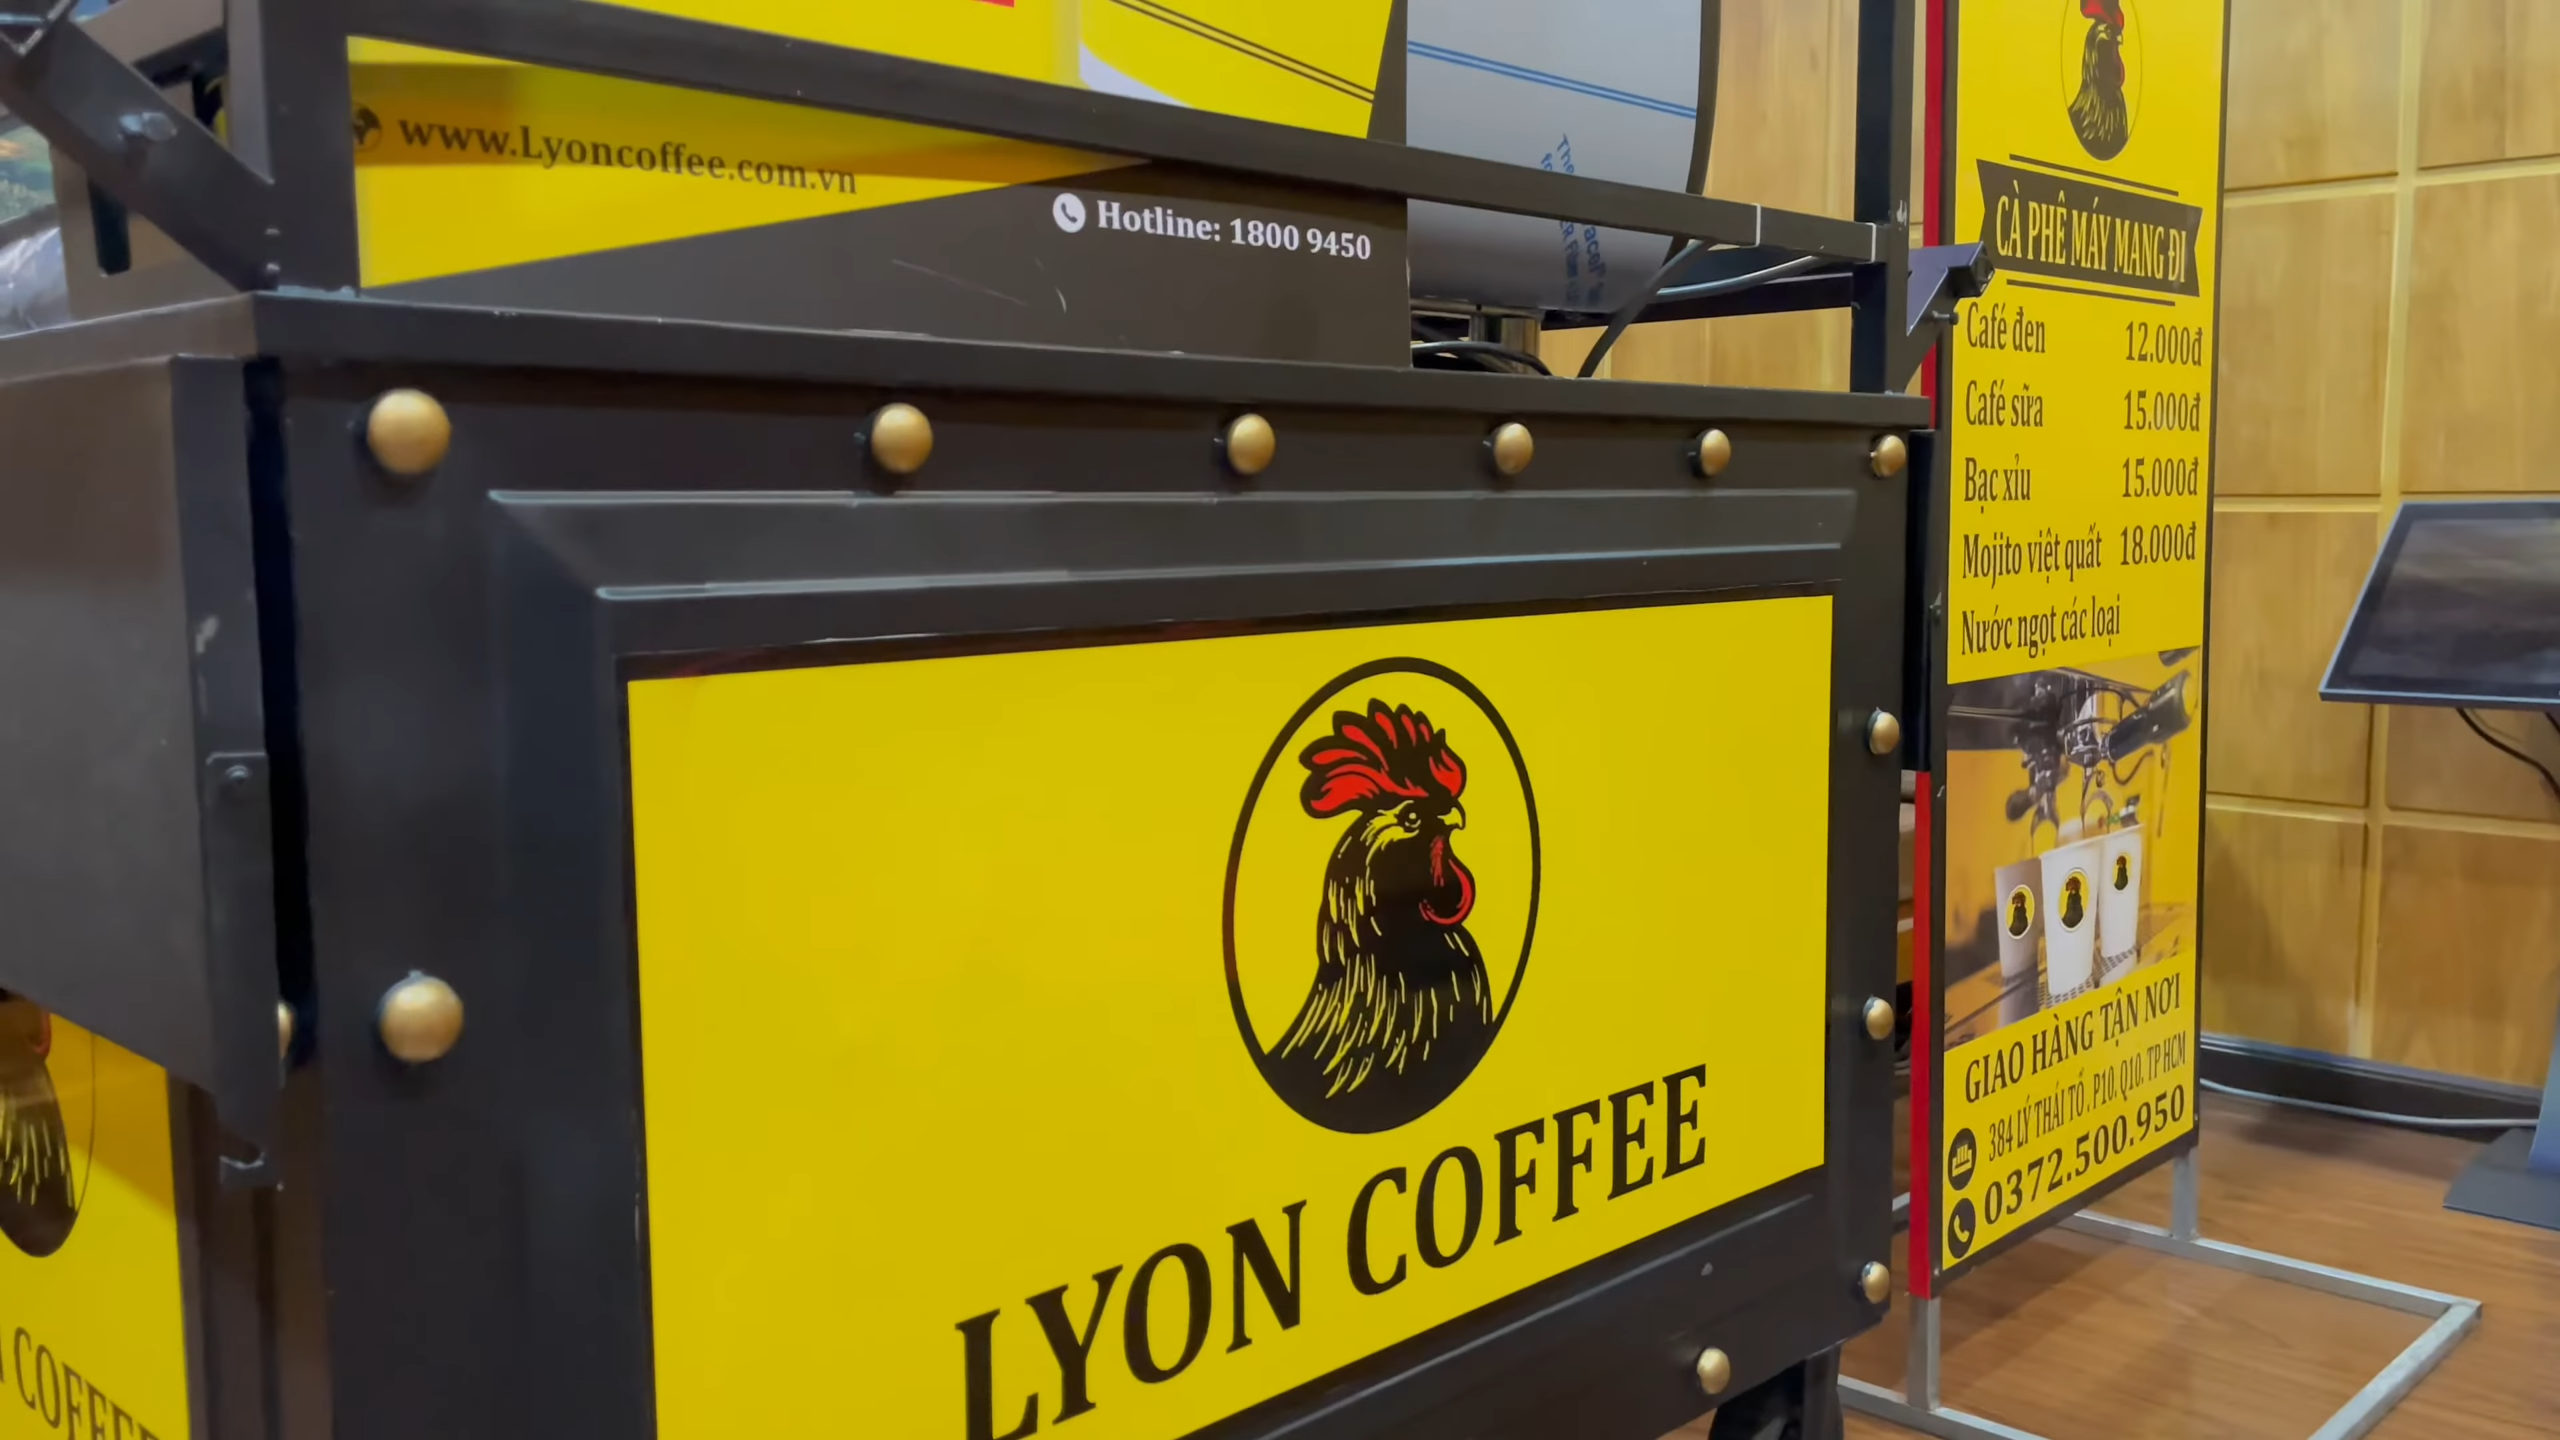 www.Lyoncoffee.com.vn
Hotline: 1800 9450
LYON COFFEE
COFFEE
CÀ PHÊ MÁY MANG ĐI
Café đen 12.000đ
Café sữa 15.000đ
Bạc xỉu 15.000đ
Mojito việt quất 18.000đ
Nước ngọt các loại
GIAO HÀNG TẬN NƠI
384 LÝ THÁI TỔ . P10. Q10. TP HCM
0372.500.950